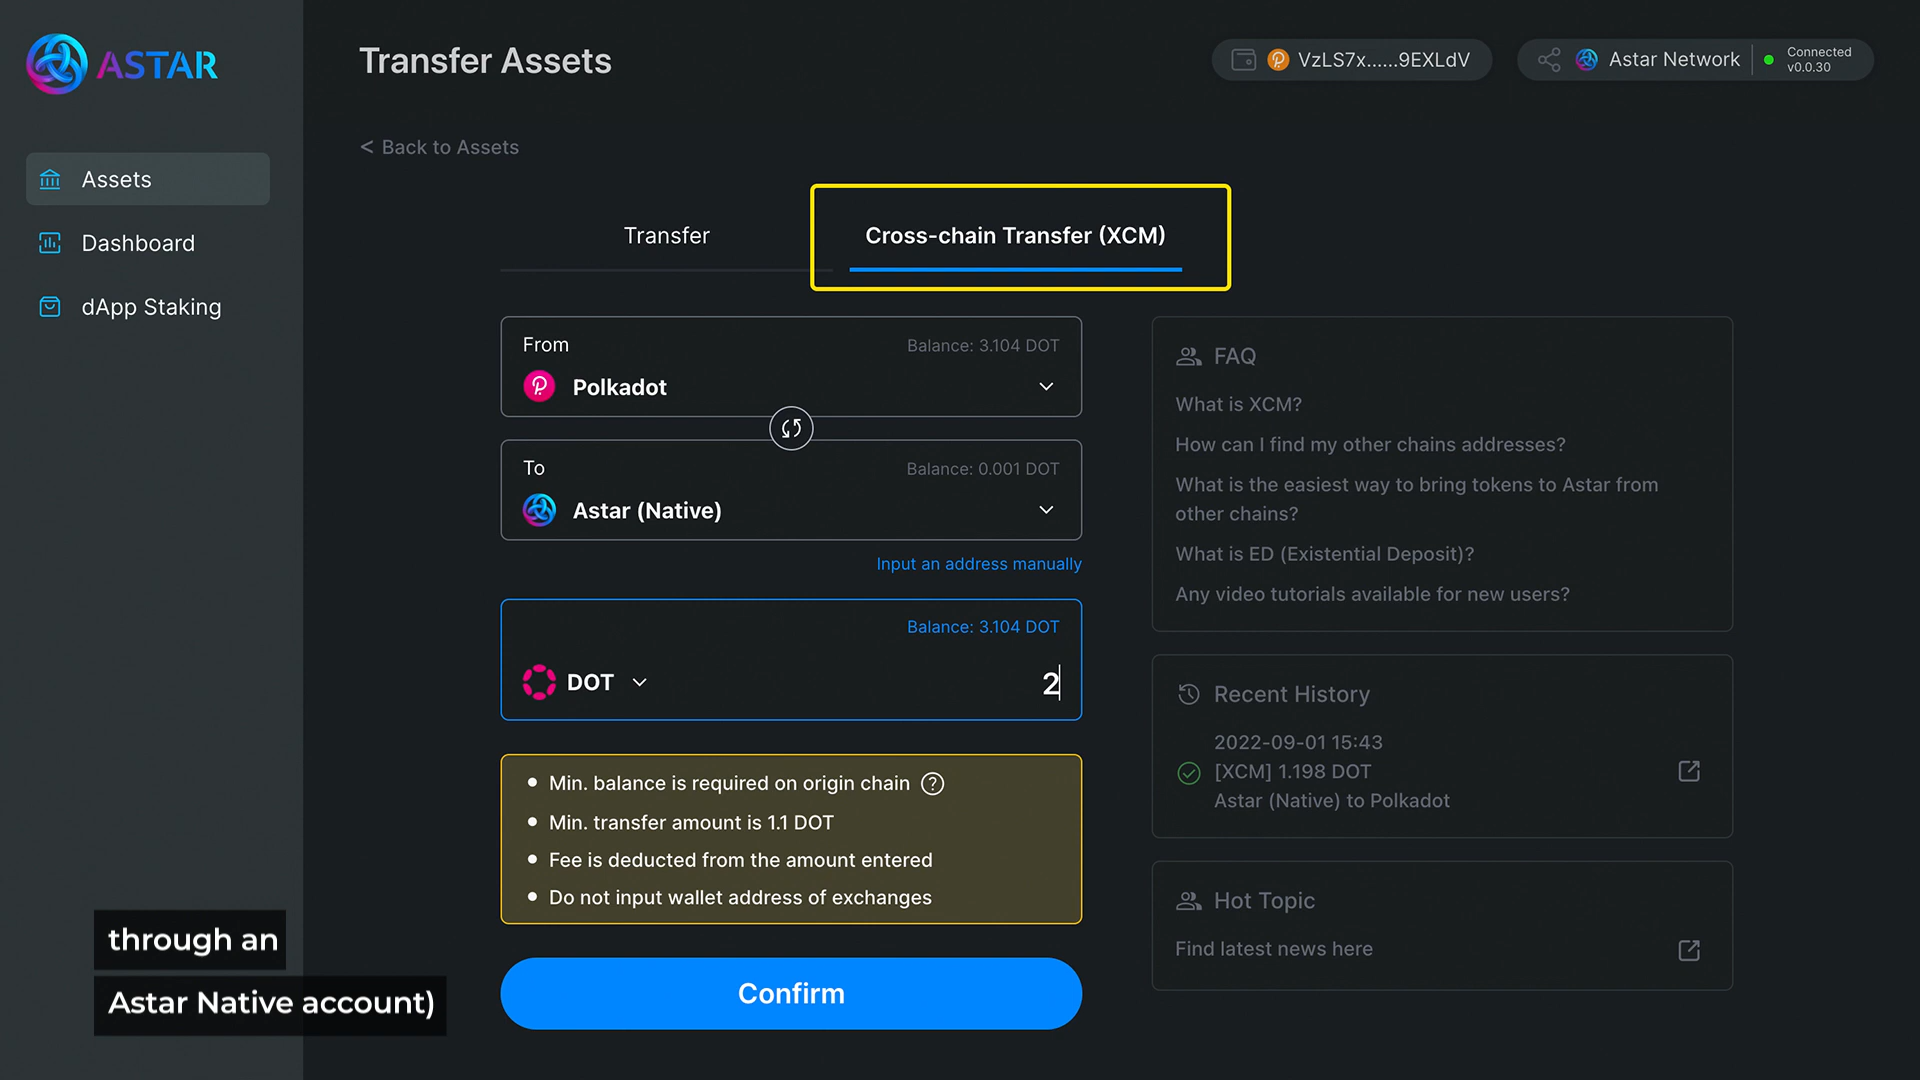 ASTAR
Transfer Assets
VzLS7x......9EXLdV
Astar Network
Connected
v0.0.30
Assets
Dashboard
dApp Staking
< Back to Assets
Transfer
Cross-chain Transfer (XCM)
From
Balance: 3.104 DOT
Polkadot
To
Balance: 0.001 DOT
Astar (Native)
Input an address manually
Balance: 3.104 DOT
DOT
2
• Min. balance is required on origin chain ?
• Min. transfer amount is 1.1 DOT
• Fee is deducted from the amount entered
• Do not input wallet address of exchanges
Confirm
FAQ
What is XCM?
How can I find my other chains addresses?
What is the easiest way to bring tokens to Astar from
other chains?
What is ED (Existential Deposit)?
Any video tutorials available for new users?
Recent History
2022-09-01 15:43
[XCM] 1.198 DOT
Astar (Native) to Polkadot
Hot Topic
Find latest news here
through an
Astar Native account)